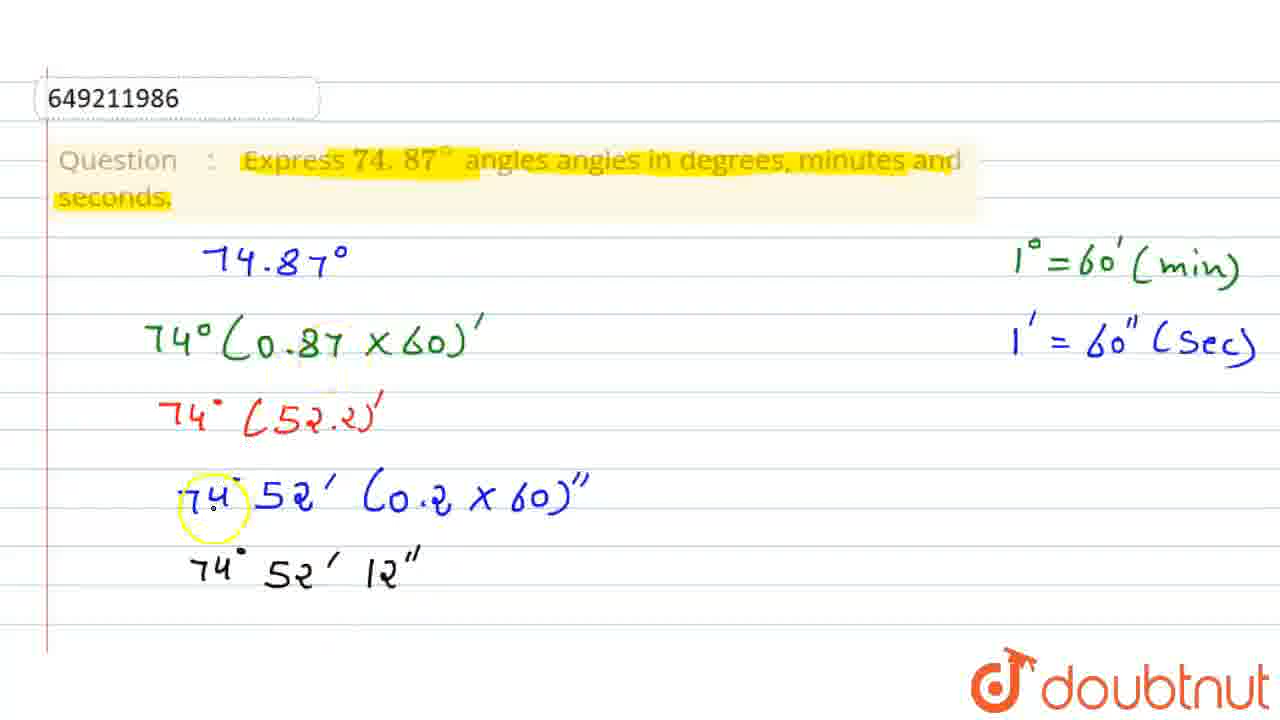 649211986
Question : Express 74. 87° angles angles in degrees, minutes and
seconds.
74.87°
1° = 60' (min)
74° (0.87 × 60)'
1' = 60" (Sec)
74° (52.2)'
74° 52' (0.2 × 60)"
74° 52' 12"
doubtnut